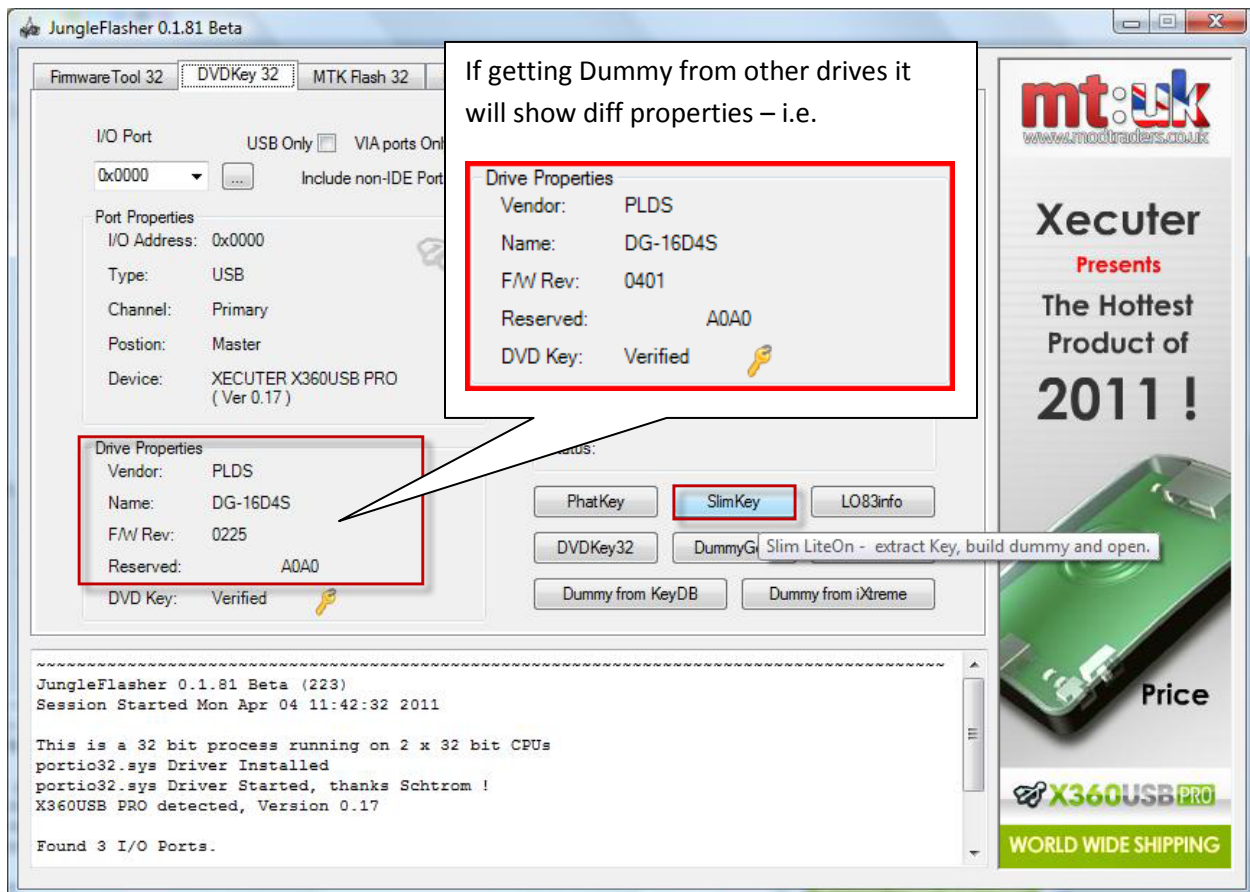 JungleFlasher 0.1.81 Beta
FirmwareTool 32 DVDKey 32 MTK Flash 32
If getting Dummy from other drives it
will show diff properties – i.e.
Drive Properties
Vendor: PLDS
Name: DG-16D4S
F/W Rev: 0401
Reserved: A0A0
DVD Key: Verified
I/O Port USB Only VIA ports Onl
0x0000 ... Include non-IDE Port
Port Properties
I/O Address: 0x0000
Type: USB
Channel: Primary
Postion: Master
Device: XECUTER X360USB PRO
( Ver 0.17 )
Drive Properties
Vendor: PLDS
Name: DG-16D4S
F/W Rev: 0225
Reserved: A0A0
DVD Key: Verified
PhatKey SlimKey LO83info
DVDKey32 DummyG Slim LiteOn - extract Key, build dummy and open.
Dummy from KeyDB Dummy from iXtreme
~~~~~~~~~~~~~~~~~~~~~~~~~~~~~~~~~~~~~~~~~~~~~~~~~~~~~~~~~~~~~~~~~~~~~~~~~~~~~~~~~~~~~~~~~~
JungleFlasher 0.1.81 Beta (223)
Session Started Mon Apr 04 11:42:32 2011
This is a 32 bit process running on 2 x 32 bit CPUs
portio32.sys Driver Installed
portio32.sys Driver Started, thanks Schtrom !
X360USB PRO detected, Version 0.17
Found 3 I/O Ports.
mt:uk
www.modtraders.co.uk
Xecuter
Presents
The Hottest
Product of
2011 !
Price
X360USB PRO
WORLD WIDE SHIPPING